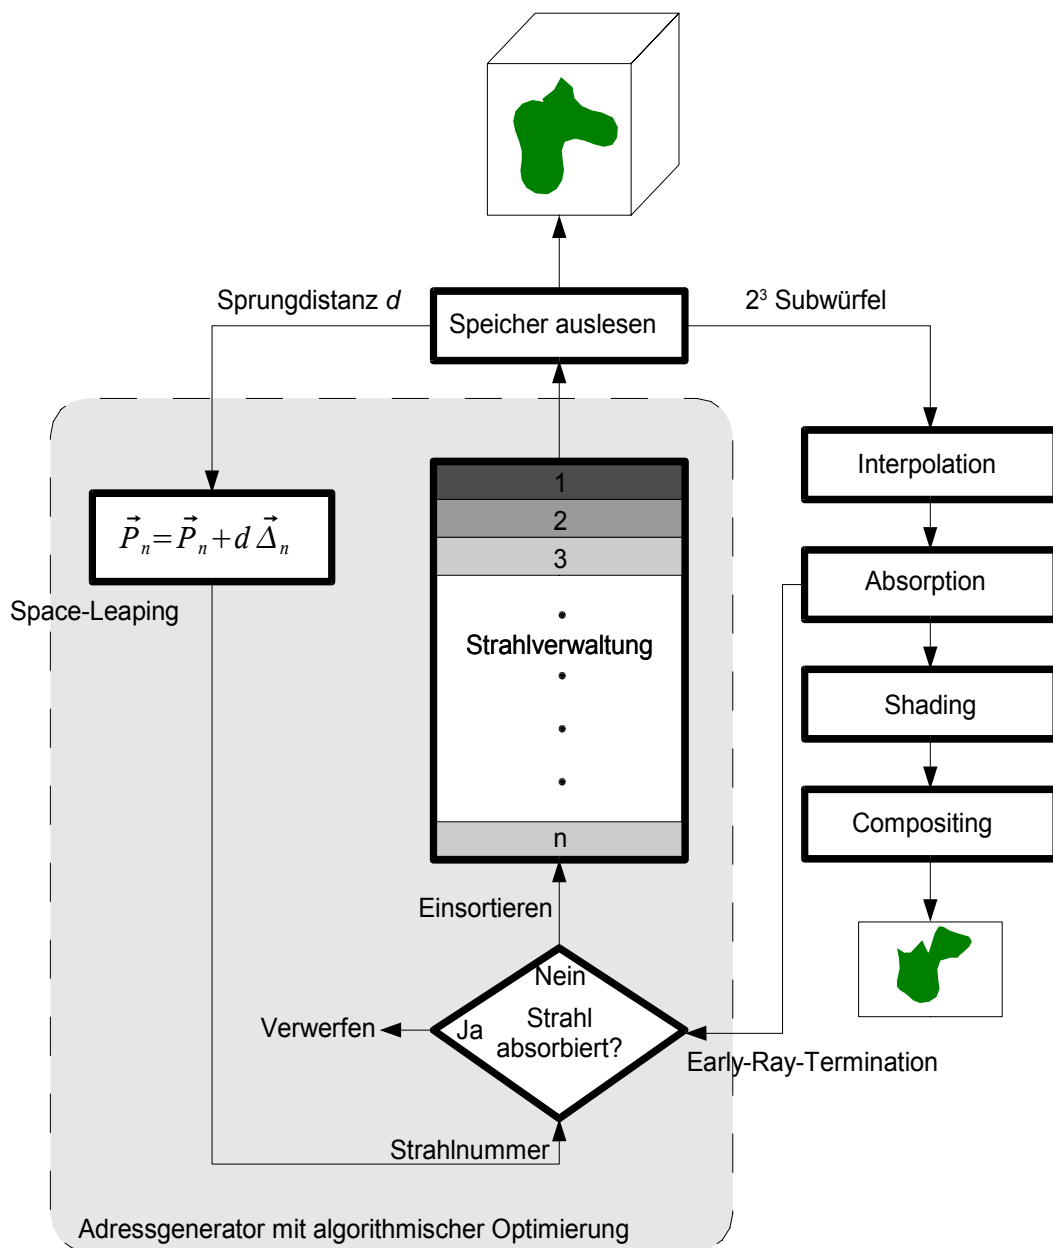 Sprungdistanz d
Speicher auslesen
2³ Subwürfel
Interpolation
1
2
3
P⃗ₙ=P⃗ₙ+d Δ⃗ₙ
Absorption
Space-Leaping
Strahlverwaltung
Shading
Compositing
n
Einsortieren
Nein
Verwerfen
Ja
Strahl
absorbiert?
Early-Ray-Termination
Strahlnummer
Adressgenerator mit algorithmischer Optimierung